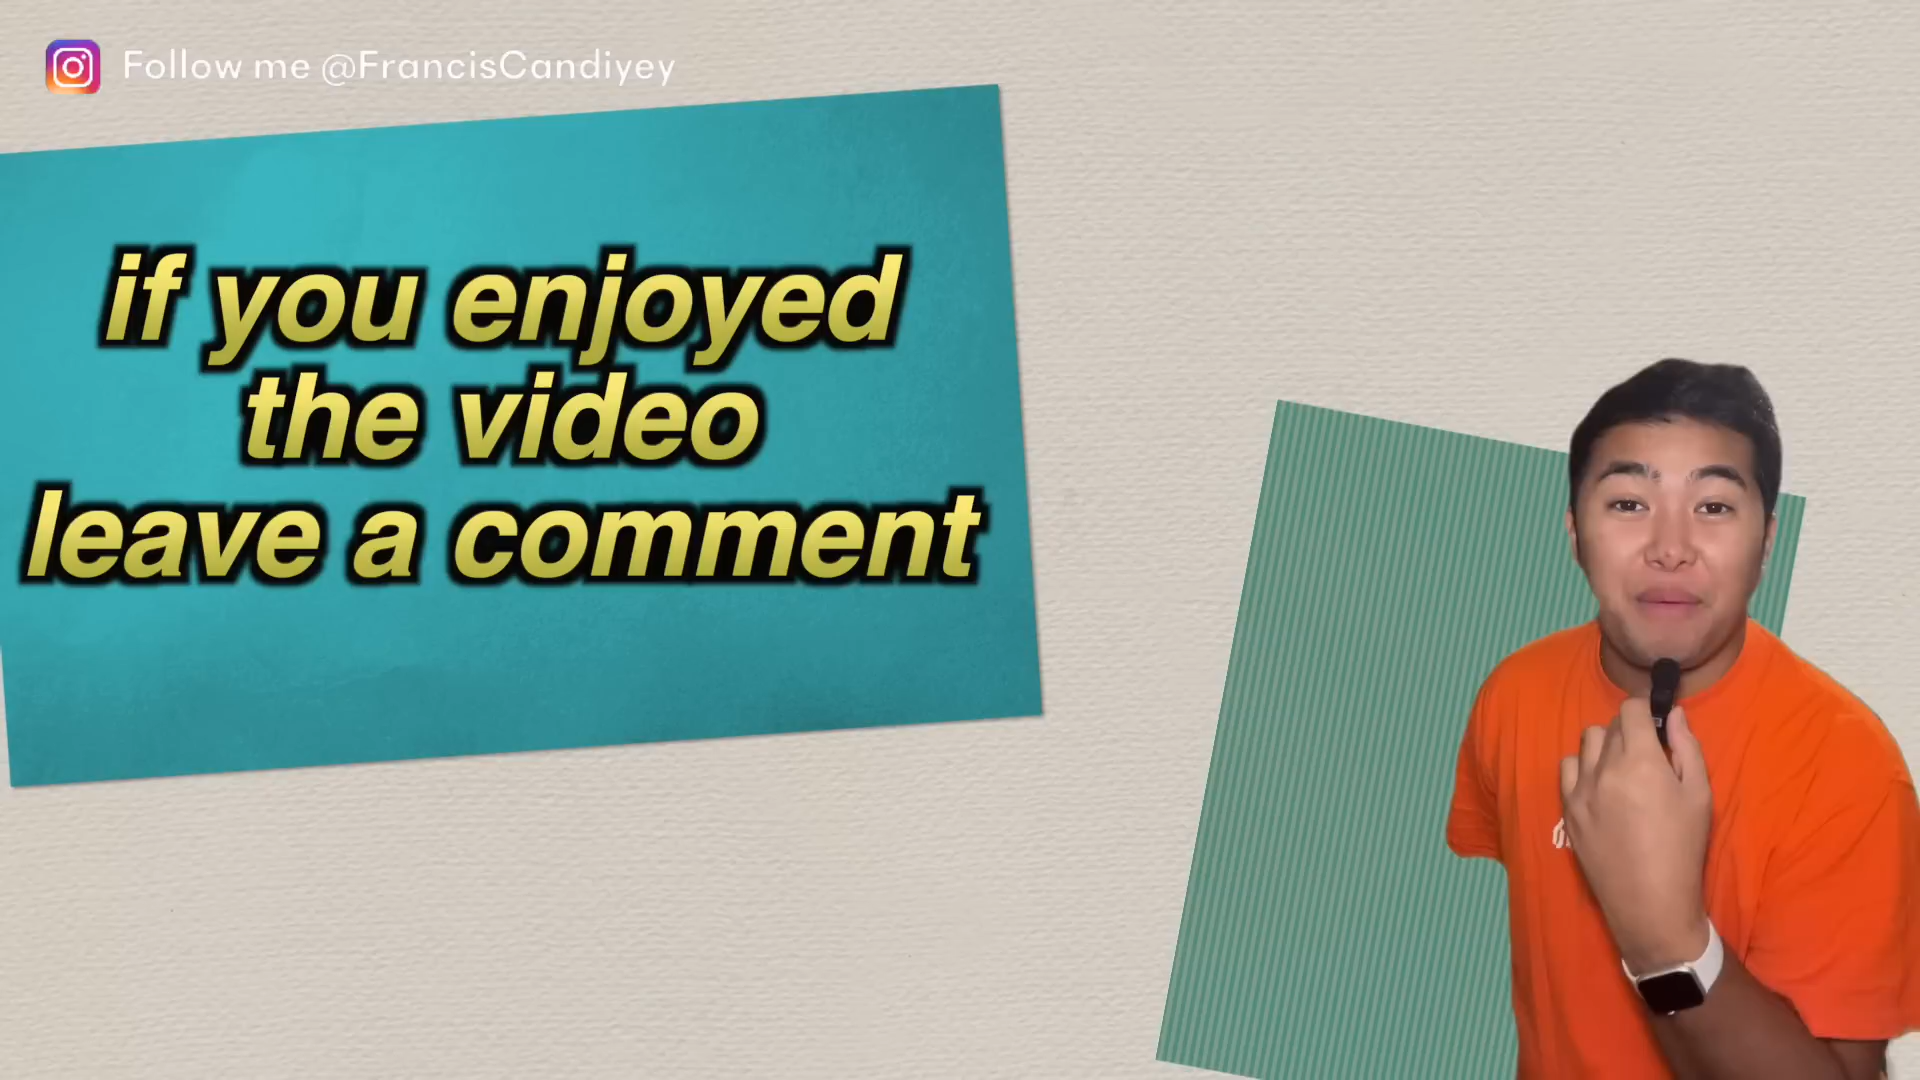 Follow me @FrancisCandiyey
if you enjoyed
the video
leave a comment